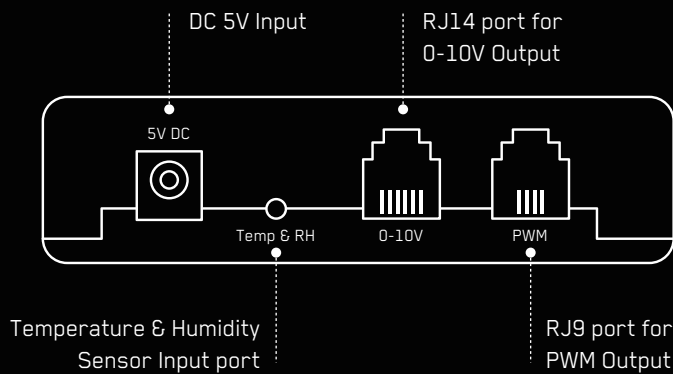 DC 5V Input
RJ14 port for
0-10V Output
5V DC
Temp & RH
0-10V
PWM
Temperature & Humidity
Sensor Input port
RJ9 port for
PWM Output